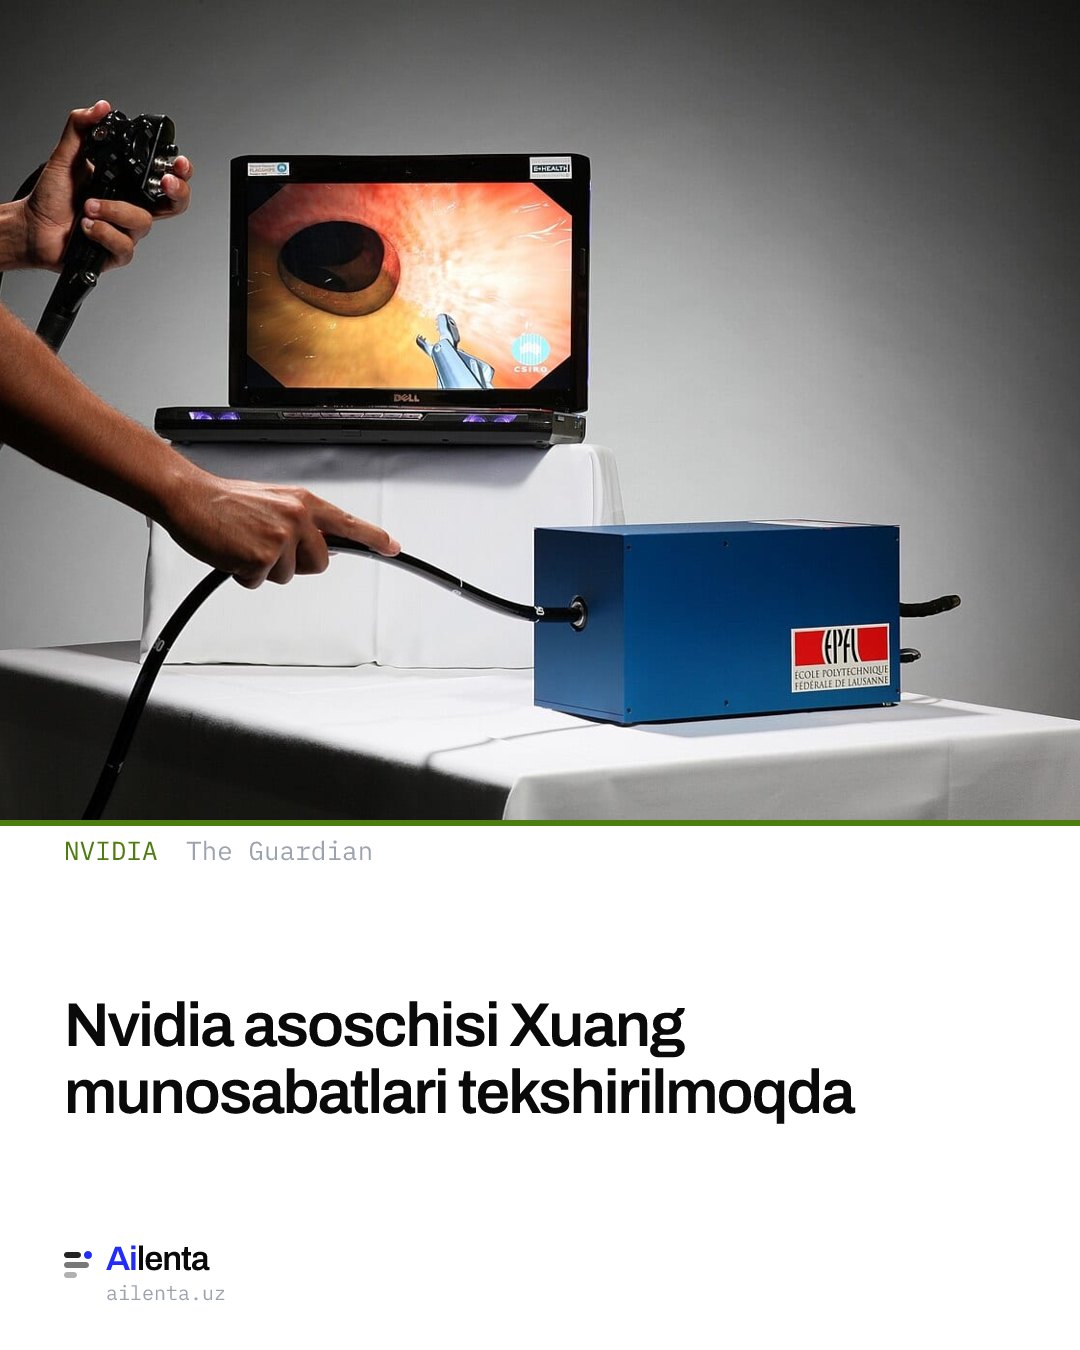 E-HEALTH
CSIRO
DELL
EPFL
ÉCOLE POLYTECHNIQUE
FÉDÉRALE DE LAUSANNE
NVIDIA The Guardian
Nvidia asoschisi Xuang
munosabatlari tekshirilmoqda
Ailenta
ailenta.uz